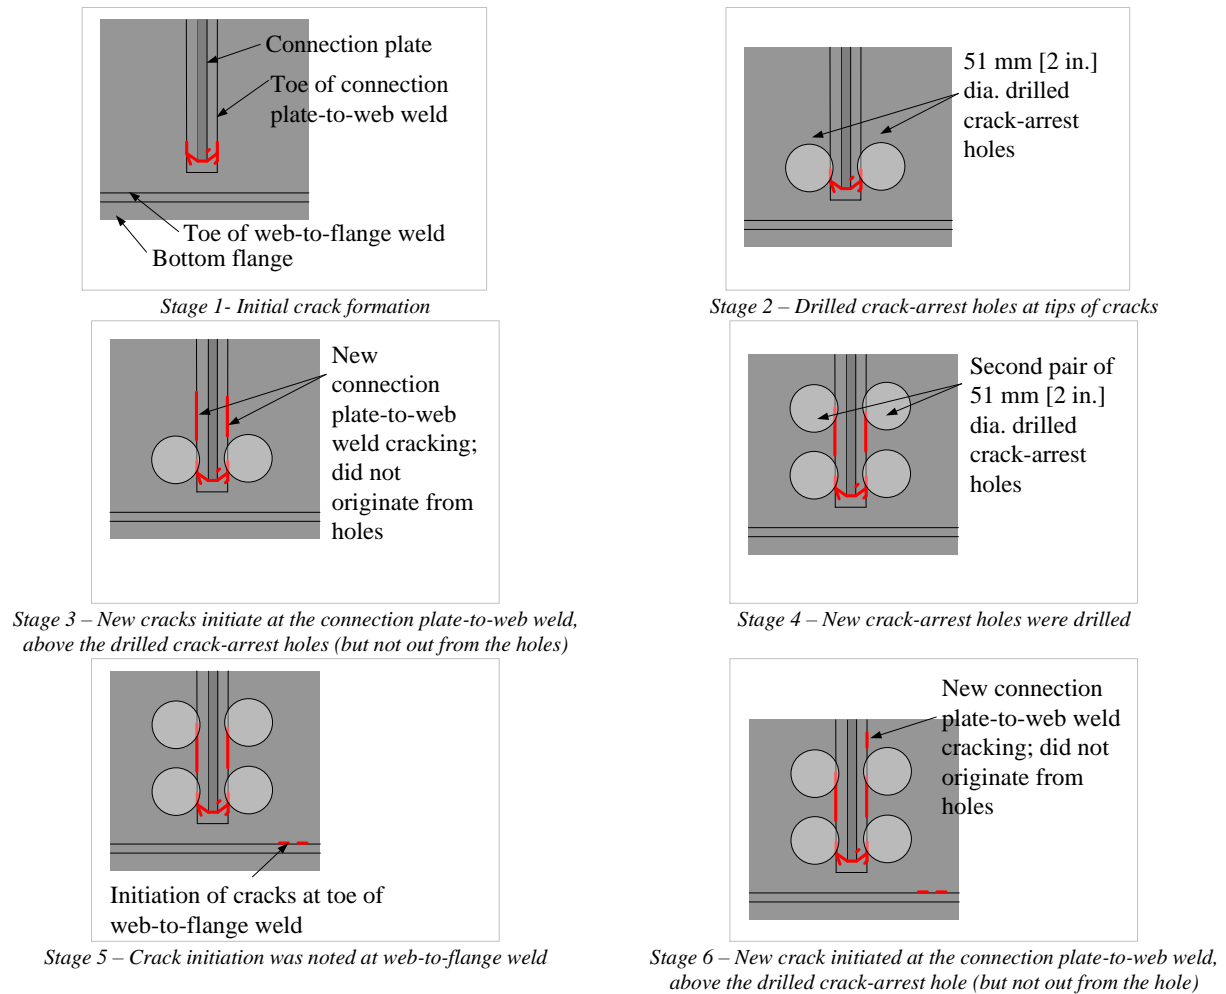 Connection plate
Toe of connection
plate-to-web weld
Toe of web-to-flange weld
Bottom flange
Stage 1- Initial crack formation
51 mm [2 in.]
dia. drilled
crack-arrest
holes
Stage 2 – Drilled crack-arrest holes at tips of cracks
New
connection
plate-to-web
weld cracking;
did not
originate from
holes
Stage 3 – New cracks initiate at the connection plate-to-web weld,
above the drilled crack-arrest holes (but not out from the holes)
Second pair of
51 mm [2 in.]
dia. drilled
crack-arrest
holes
Stage 4 – New crack-arrest holes were drilled
Initiation of cracks at toe of
web-to-flange weld
Stage 5 – Crack initiation was noted at web-to-flange weld
New connection
plate-to-web weld
cracking; did not
originate from
holes
Stage 6 – New crack initiated at the connection plate-to-web weld,
above the drilled crack-arrest hole (but not out from the hole)